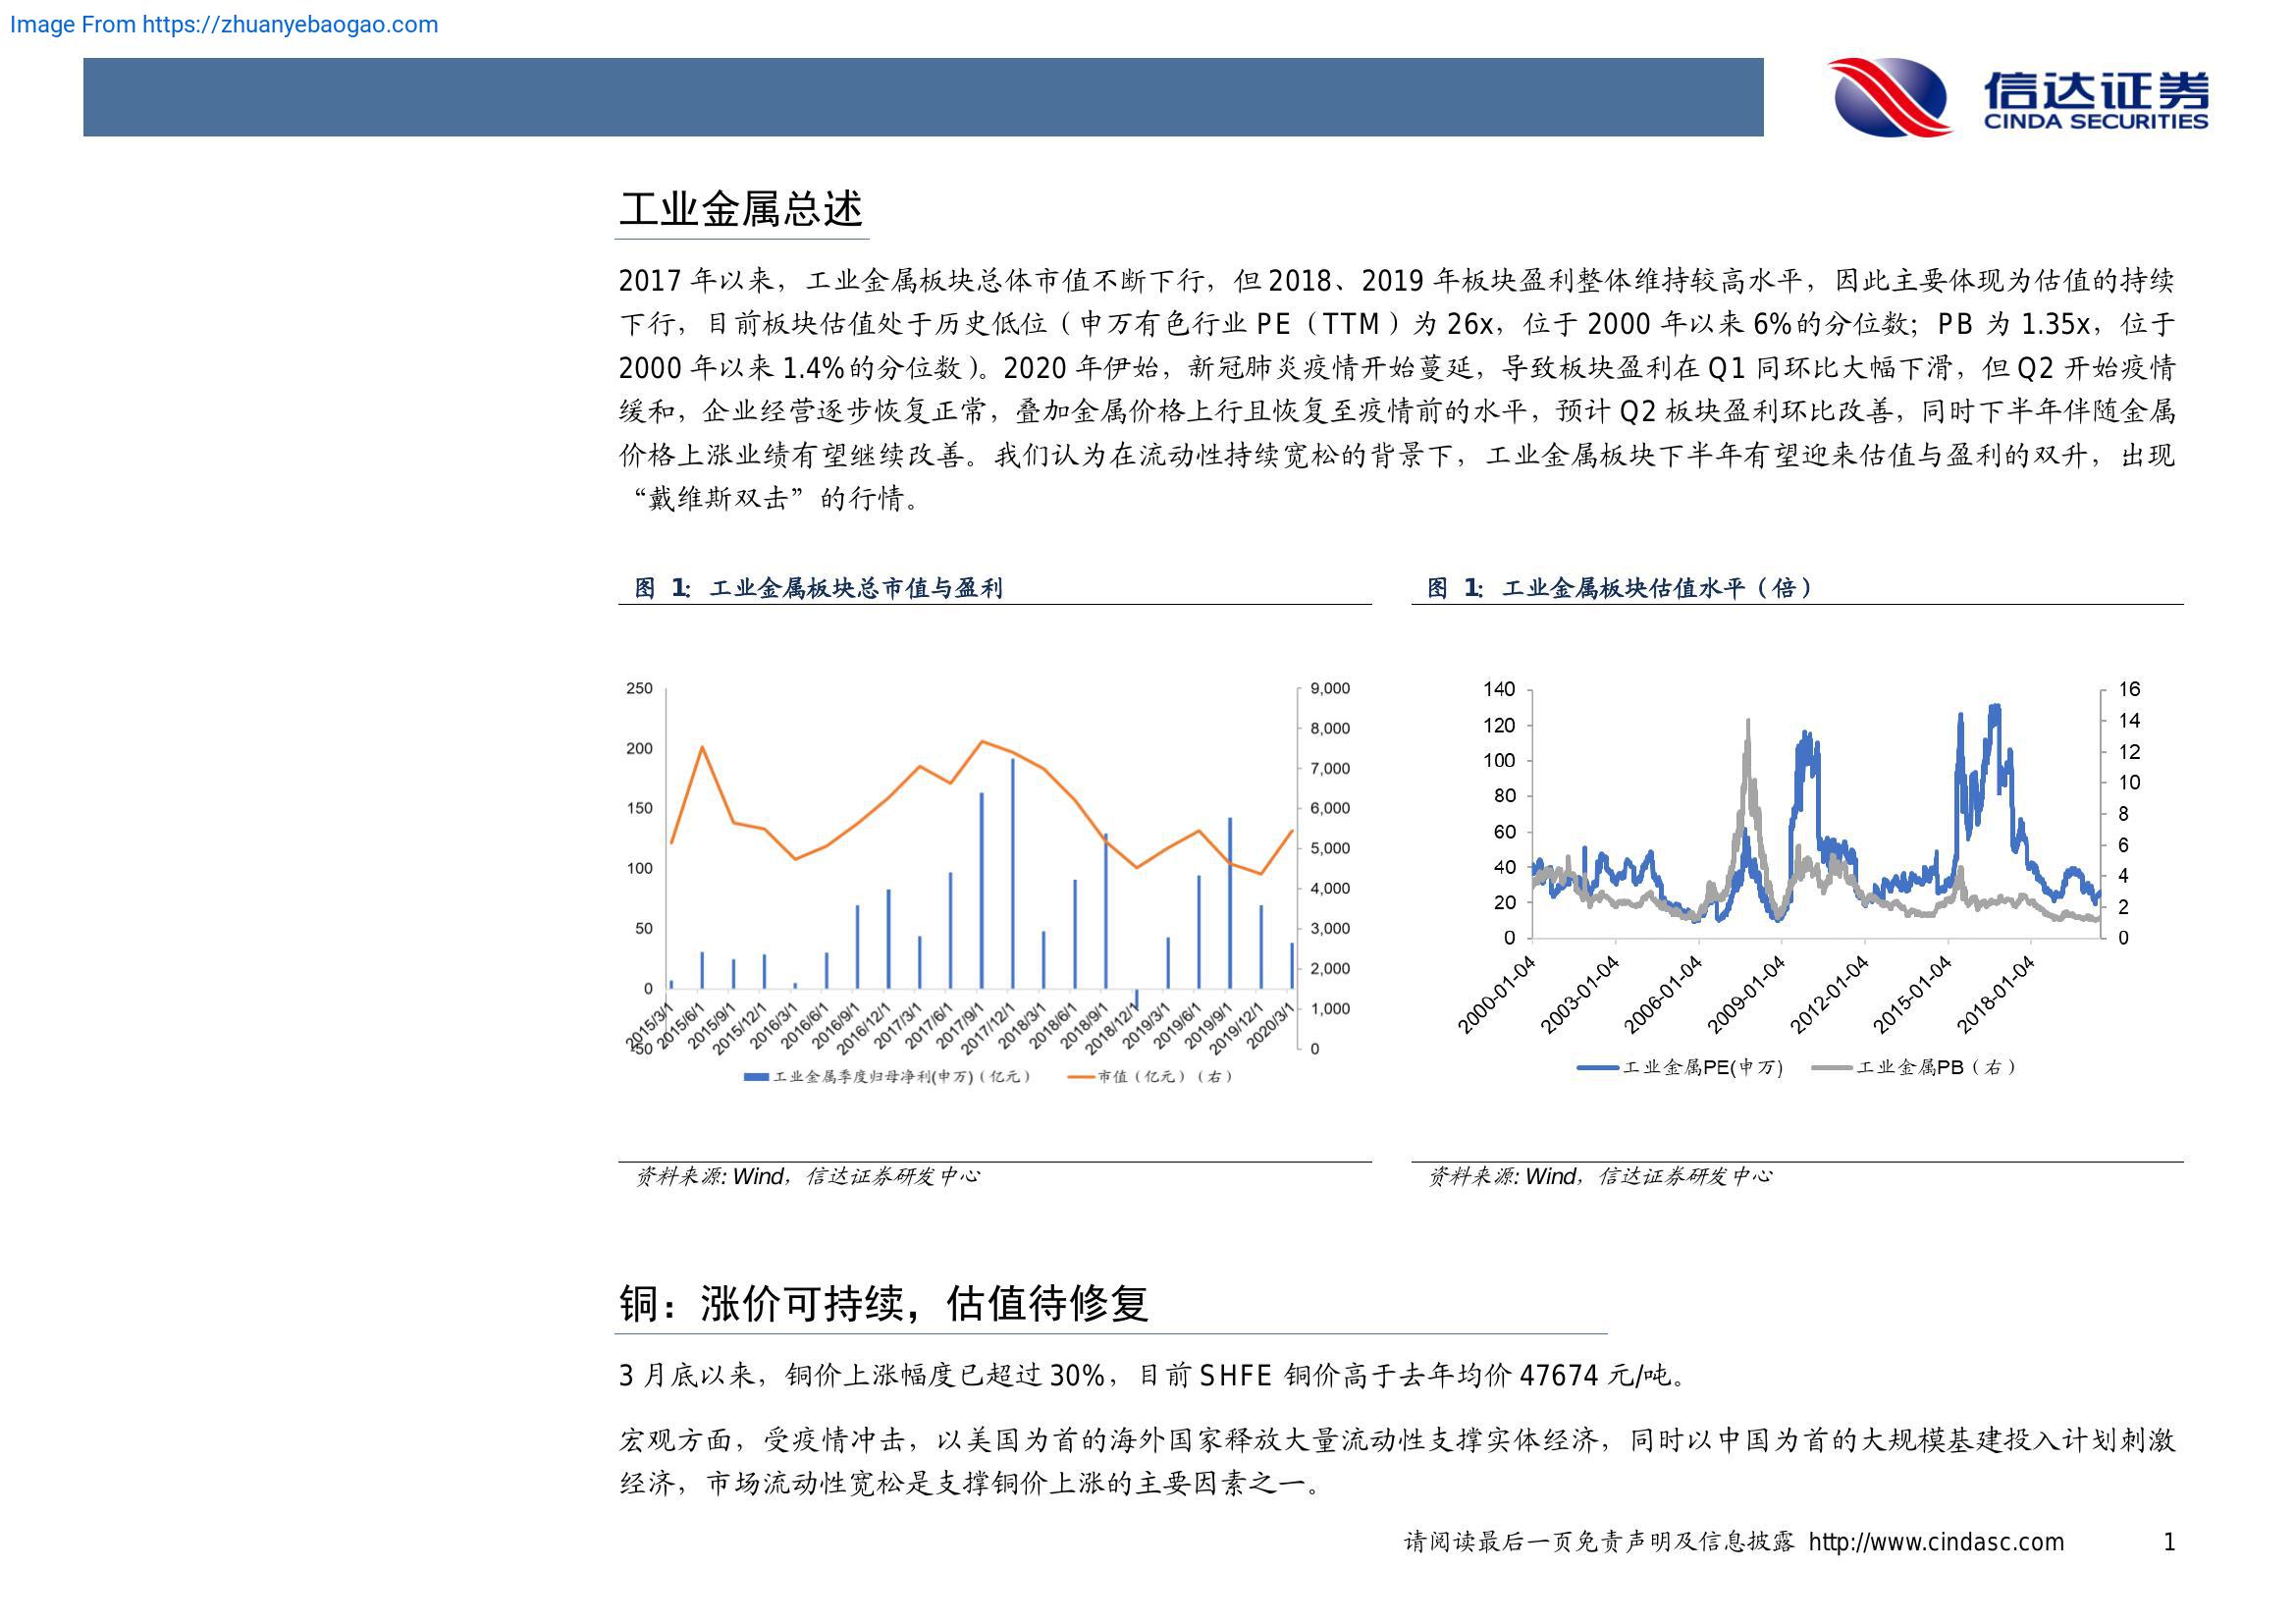 Image From https://zhuanyebaogao.com
信达证券
CINDA SECURITIES
工业金属总述
2017 年以来，工业金属板块总体市值不断下行，但 2018、2019 年板块盈利整体维持较高水平，因此主要体现为估值的持续
下行，目前板块估值处于历史低位（申万有色行业 PE（TTM）为 26x，位于 2000 年以来 6%的分位数；PB 为 1.35x，位于
2000 年以来 1.4%的分位数）。2020 年伊始，新冠肺炎疫情开始蔓延，导致板块盈利在 Q1 同环比大幅下滑，但 Q2 开始疫情
缓和，企业经营逐步恢复正常，叠加金属价格上行且恢复至疫情前的水平，预计 Q2 板块盈利环比改善，同时下半年伴随金属
价格上涨业绩有望继续改善。我们认为在流动性持续宽松的背景下，工业金属板块下半年有望迎来估值与盈利的双升，出现
“戴维斯双击”的行情。
图 1：工业金属板块总市值与盈利
250
200
150
100
50
0
-50
9,000
8,000
7,000
6,000
5,000
4,000
3,000
2,000
1,000
0
2015/3/1
2015/6/1
2015/9/1
2015/12/1
2016/3/1
2016/6/1
2016/9/1
2016/12/1
2017/3/1
2017/6/1
2017/9/1
2017/12/1
2018/3/1
2018/6/1
2018/9/1
2018/12/1
2019/3/1
2019/6/1
2019/9/1
2019/12/1
2020/3/1
工业金属季度归母净利(申万)（亿元） 市值（亿元）（右）
资料来源: Wind，信达证券研发中心
图 1：工业金属板块估值水平（倍）
140
120
100
80
60
40
20
0
16
14
12
10
8
6
4
2
0
2000-01-04
2003-01-04
2006-01-04
2009-01-04
2012-01-04
2015-01-04
2018-01-04
工业金属PE(申万) 工业金属PB（右）
资料来源: Wind，信达证券研发中心
铜：涨价可持续，估值待修复
3 月底以来，铜价上涨幅度已超过 30%，目前 SHFE 铜价高于去年均价 47674 元/吨。
宏观方面，受疫情冲击，以美国为首的海外国家释放大量流动性支撑实体经济，同时以中国为首的大规模基建投入计划刺激
经济，市场流动性宽松是支撑铜价上涨的主要因素之一。
请阅读最后一页免责声明及信息披露 http://www.cindasc.com 1